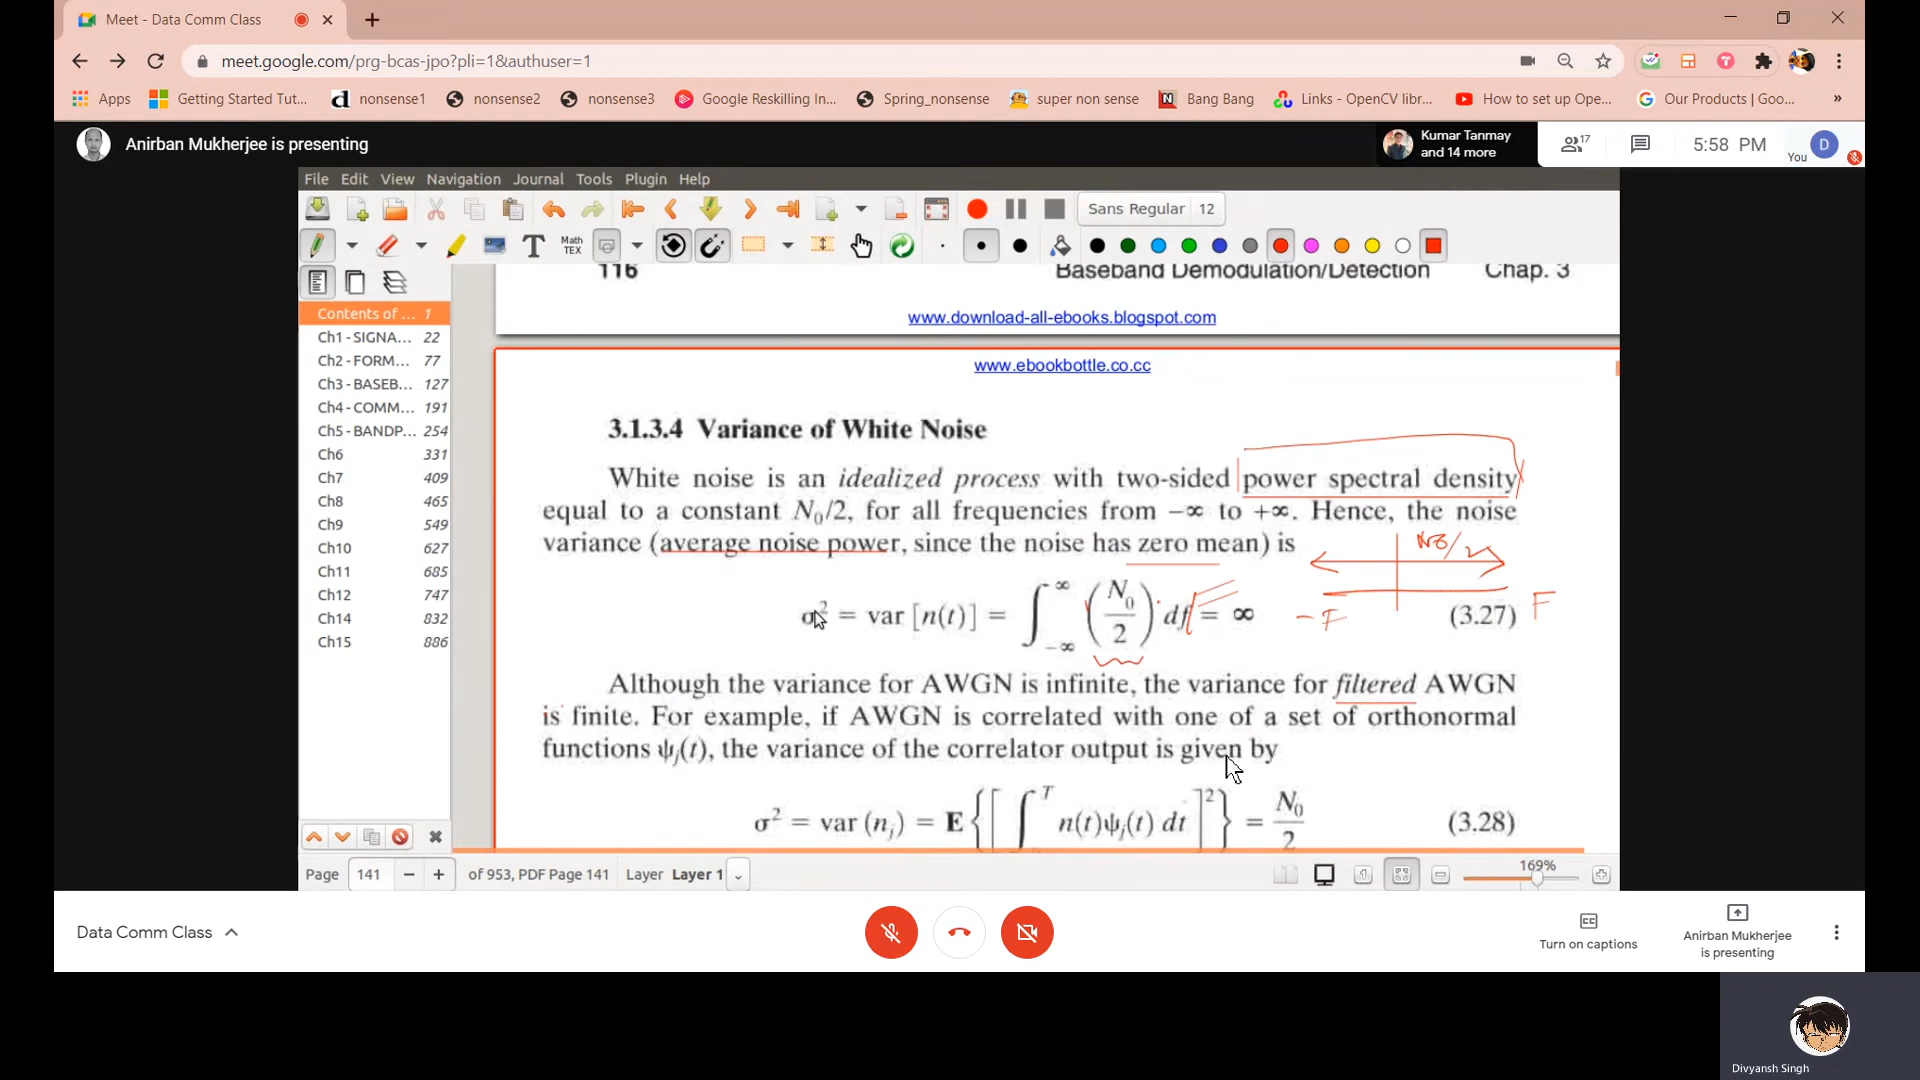 Meet - Data Comm Class
meet.google.com/prg-bcas-jpo?pli=1&authuser=1
Apps Getting Started Tut... nonsense1 nonsense2 nonsense3 Google Reskilling In... Spring_nonsense super non sense Bang Bang Links - OpenCV libr... How to set up Ope... Our Products | Goo... »
Anirban Mukherjee is presenting
Kumar Tanmay
and 14 more
17
5:58 PM
You
D
File Edit View Navigation Journal Tools Plugin Help
Sans Regular 12
T Math TEX
116 Baseband Demodulation/Detection Chap. 3
www.download-all-ebooks.blogspot.com
www.ebookbottle.co.cc
Contents of ... 1
Ch1 - SIGNA... 22
Ch2 - FORM... 77
Ch3 - BASEB... 127
Ch4 - COMM... 191
Ch5 - BANDP... 254
Ch6 331
Ch7 409
Ch8 465
Ch9 549
Ch10 627
Ch11 685
Ch12 747
Ch14 832
Ch15 886
3.1.3.4 Variance of White Noise
White noise is an idealized process with two-sided power spectral density
equal to a constant N₀/2, for all frequencies from −∞ to +∞. Hence, the noise
variance (average noise power, since the noise has zero mean) is
N0/2
σ² = var [n(t)] = ∫_{−∞}^{∞} (N₀/2) df = ∞ (3.27)
-F F
Although the variance for AWGN is infinite, the variance for filtered AWGN
is finite. For example, if AWGN is correlated with one of a set of orthonormal
functions ψⱼ(t), the variance of the correlator output is given by
σ² = var (nⱼ) = E{[∫₀^T n(t)ψⱼ(t) dt]²} = N₀/2 (3.28)
Page 141 − + of 953, PDF Page 141 Layer Layer 1 169%
Data Comm Class
Turn on captions
Anirban Mukherjee
is presenting
Divyansh Singh